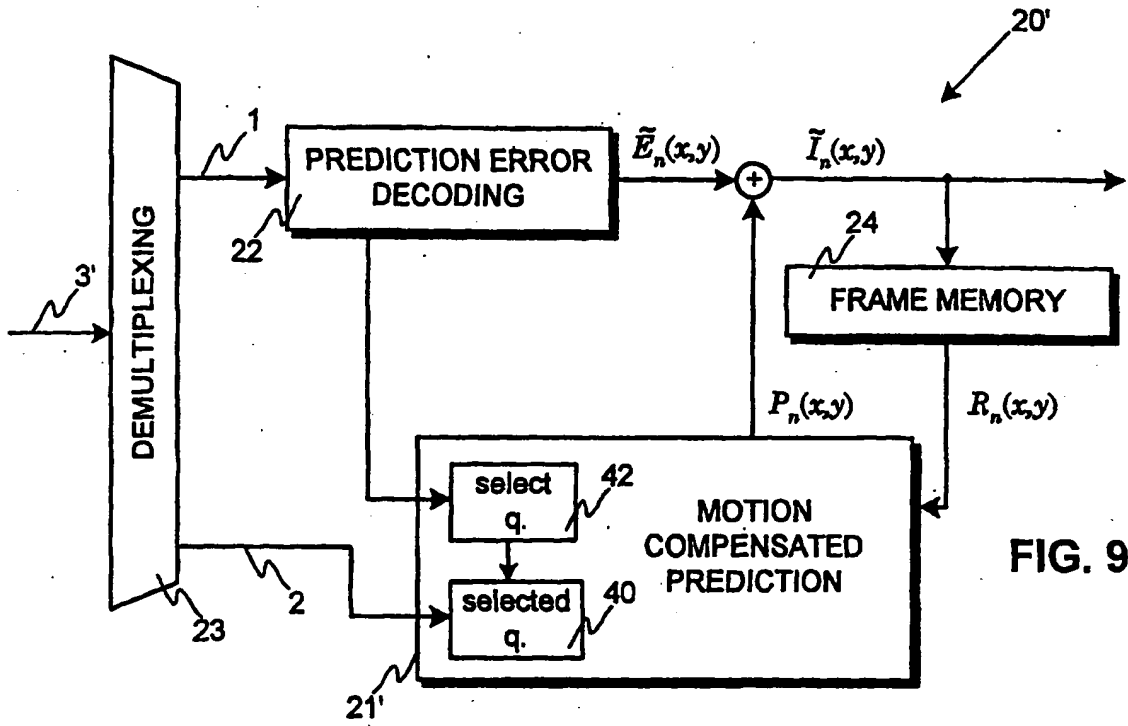 20'
1
PREDICTION ERROR
DECODING
22
Ẽₙ(x,y)
+
Ĩₙ(x,y)
24
FRAME MEMORY
3'
DEMULTIPLEXING
Pₙ(x,y)
Rₙ(x,y)
select
q.
42
MOTION
COMPENSATED
PREDICTION
selected
q.
40
2
23
21'
FIG. 9